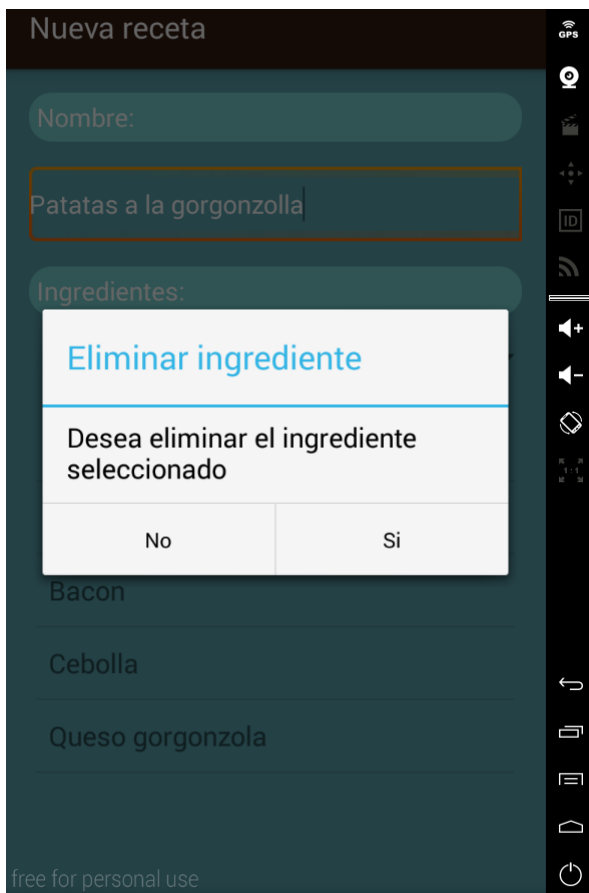 Nueva receta
GPS
Nombre:
Patatas a la gorgonzolla
ID
Ingredientes:
Eliminar ingrediente
Desea eliminar el ingrediente
seleccionado
1:1
No
Si
Bacon
Cebolla
Queso gorgonzola
free for personal use